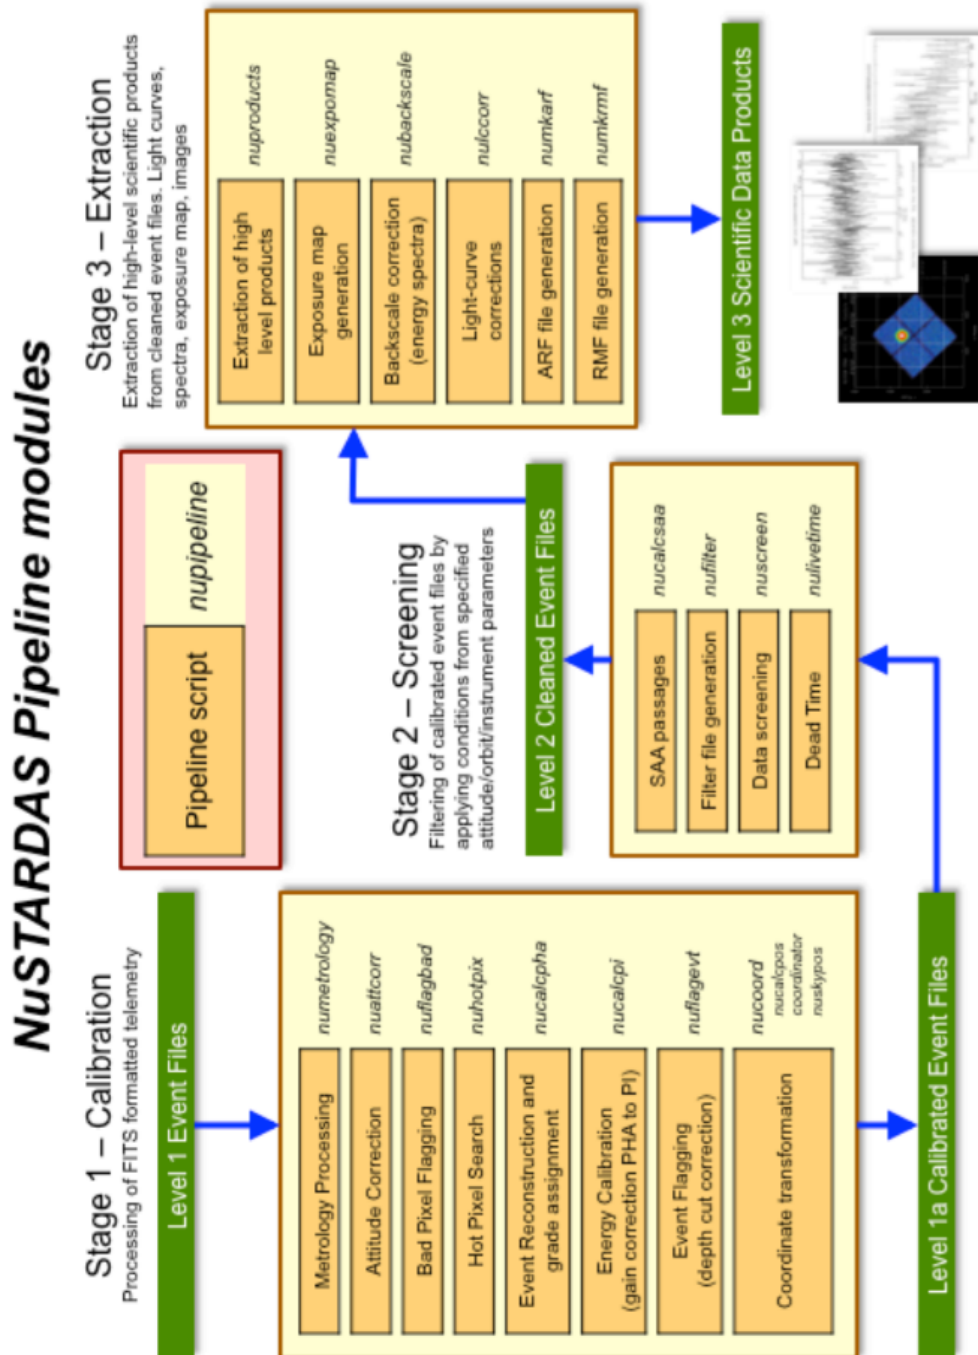 NuSTARDAS Pipeline modules
Stage 1 – Calibration
Processing of FITS formatted telemetry
Level 1 Event Files
Metrology Processing numetrology
Attitude Correction nuattcorr
Bad Pixel Flagging nuflagbad
Hot Pixel Search nuhotpix
Event Reconstruction and
grade assignment
nucalcpha
Energy Calibration
(gain correction PHA to PI)
nucalcpi
Event Flagging
(depth cut correction)
nuflagevt
Coordinate transformation
nucoord
nucalcpos
coordinator
nuskypos
Level 1a Calibrated Event Files
Pipeline script nupipeline
Stage 2 – Screening
Filtering of calibrated event files by
applying conditions from specified
attitude/orbit/instrument parameters
Level 2 Cleaned Event Files
SAA passages nucalcsaa
Filter file generation nufilter
Data screening nuscreen
Dead Time nulivetime
Stage 3 – Extraction
Extraction of high-level scientific products
from cleaned event files. Light curves,
spectra, exposure map, images
Extraction of high
level products
nuproducts
Exposure map
generation
nuexpomap
Backscale correction
(energy spectra)
nubackscale
Light-curve
corrections
nulccorr
ARF file generation numkarf
RMF file generation numkrmf
Level 3 Scientific Data Products